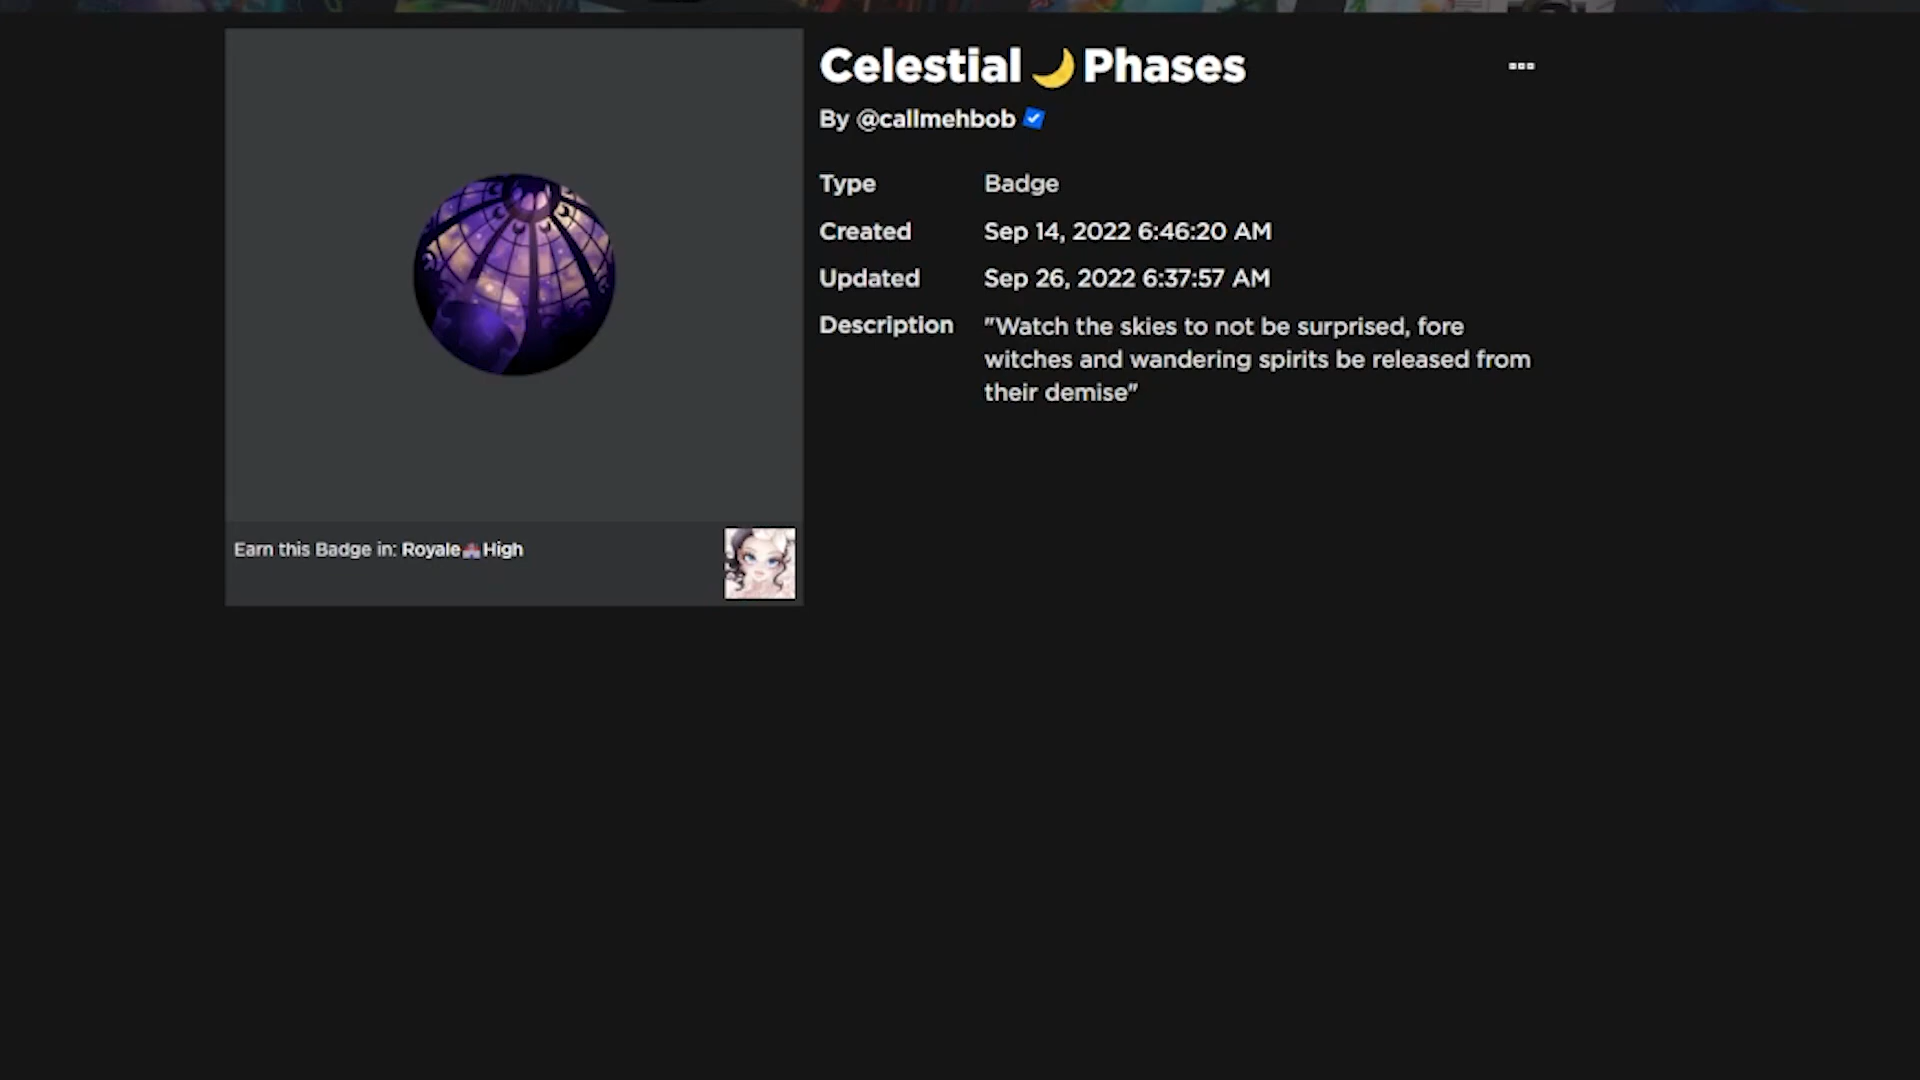 Celestial🌙Phases
By @callmehbob
Type Badge
Created Sep 14, 2022 6:46:20 AM
Updated Sep 26, 2022 6:37:57 AM
Description "Watch the skies to not be surprised, fore
witches and wandering spirits be released from
their demise"
Earn this Badge in: Royale🏰High